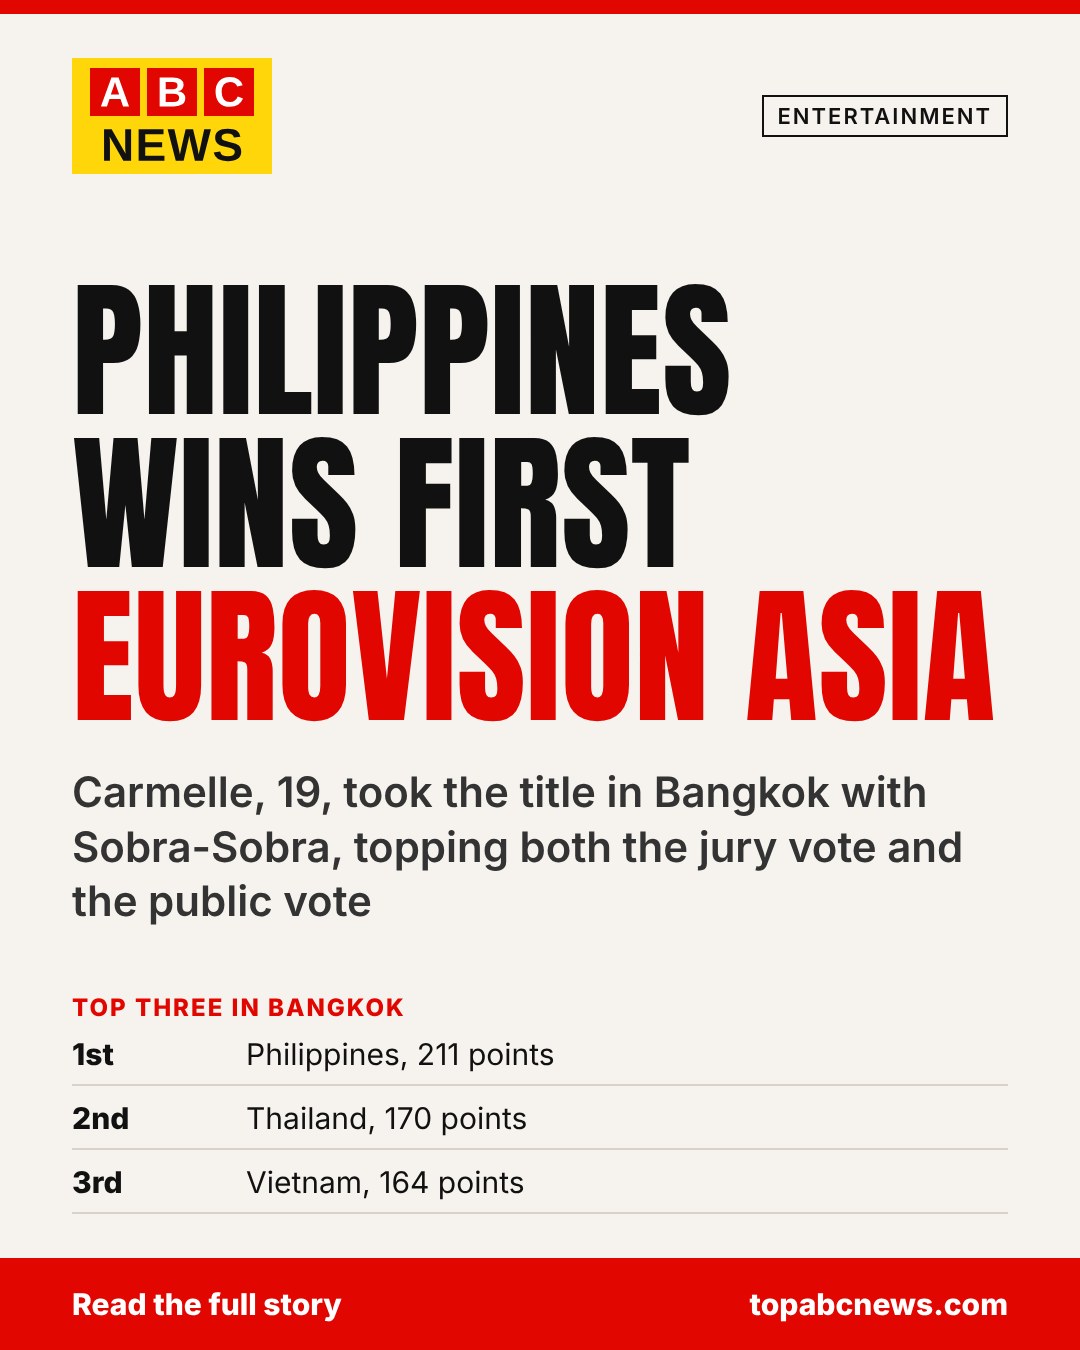 ABC
NEWS
ENTERTAINMENT
PHILIPPINES
WINS FIRST
EUROVISION ASIA
Carmelle, 19, took the title in Bangkok with
Sobra-Sobra, topping both the jury vote and
the public vote
TOP THREE IN BANGKOK
1st Philippines, 211 points
2nd Thailand, 170 points
3rd Vietnam, 164 points
Read the full story topabcnews.com